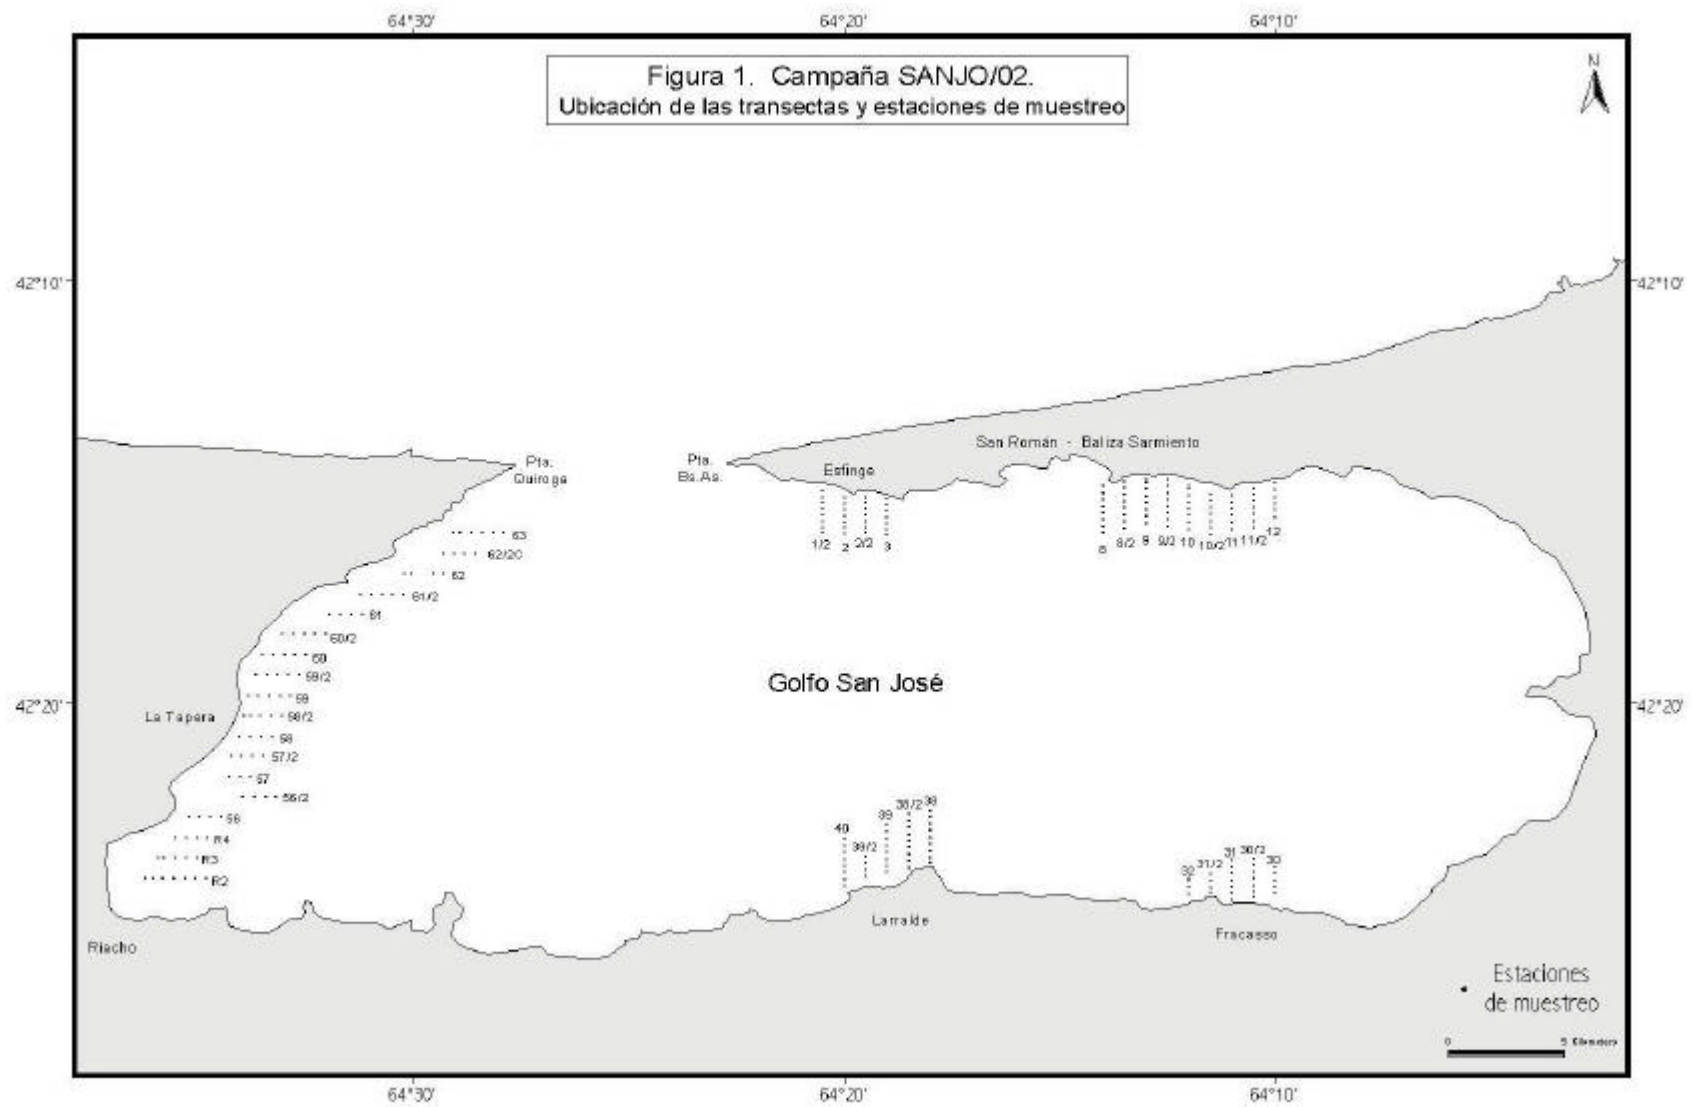 64°30'
64°20'
64°10'
Figura 1. Campaña SANJO/02.
Ubicación de las transectas y estaciones de muestreo
N
42°10'
42°10'
San Román - Baliza Sarmiento
Pta.
Quiroga
Pta.
Bs.As.
Esfinge
63
62/2C
62
61/2
61
60/2
60
59/2
59
58/2
58
57/2
57
56/2
56
R4
R3
R2
1/2
2
2/2
3
8
8/2
9
9/2
10
10/2
11
11/2
12
Golfo San José
42°20'
42°20'
La Tapera
40
39/2
39
38/2
38
32
31/2
31
30/2
30
Larralde
Fracasso
Riacho
Estaciones
de muestreo
0
5 Kilometers
64°30'
64°20'
64°10'